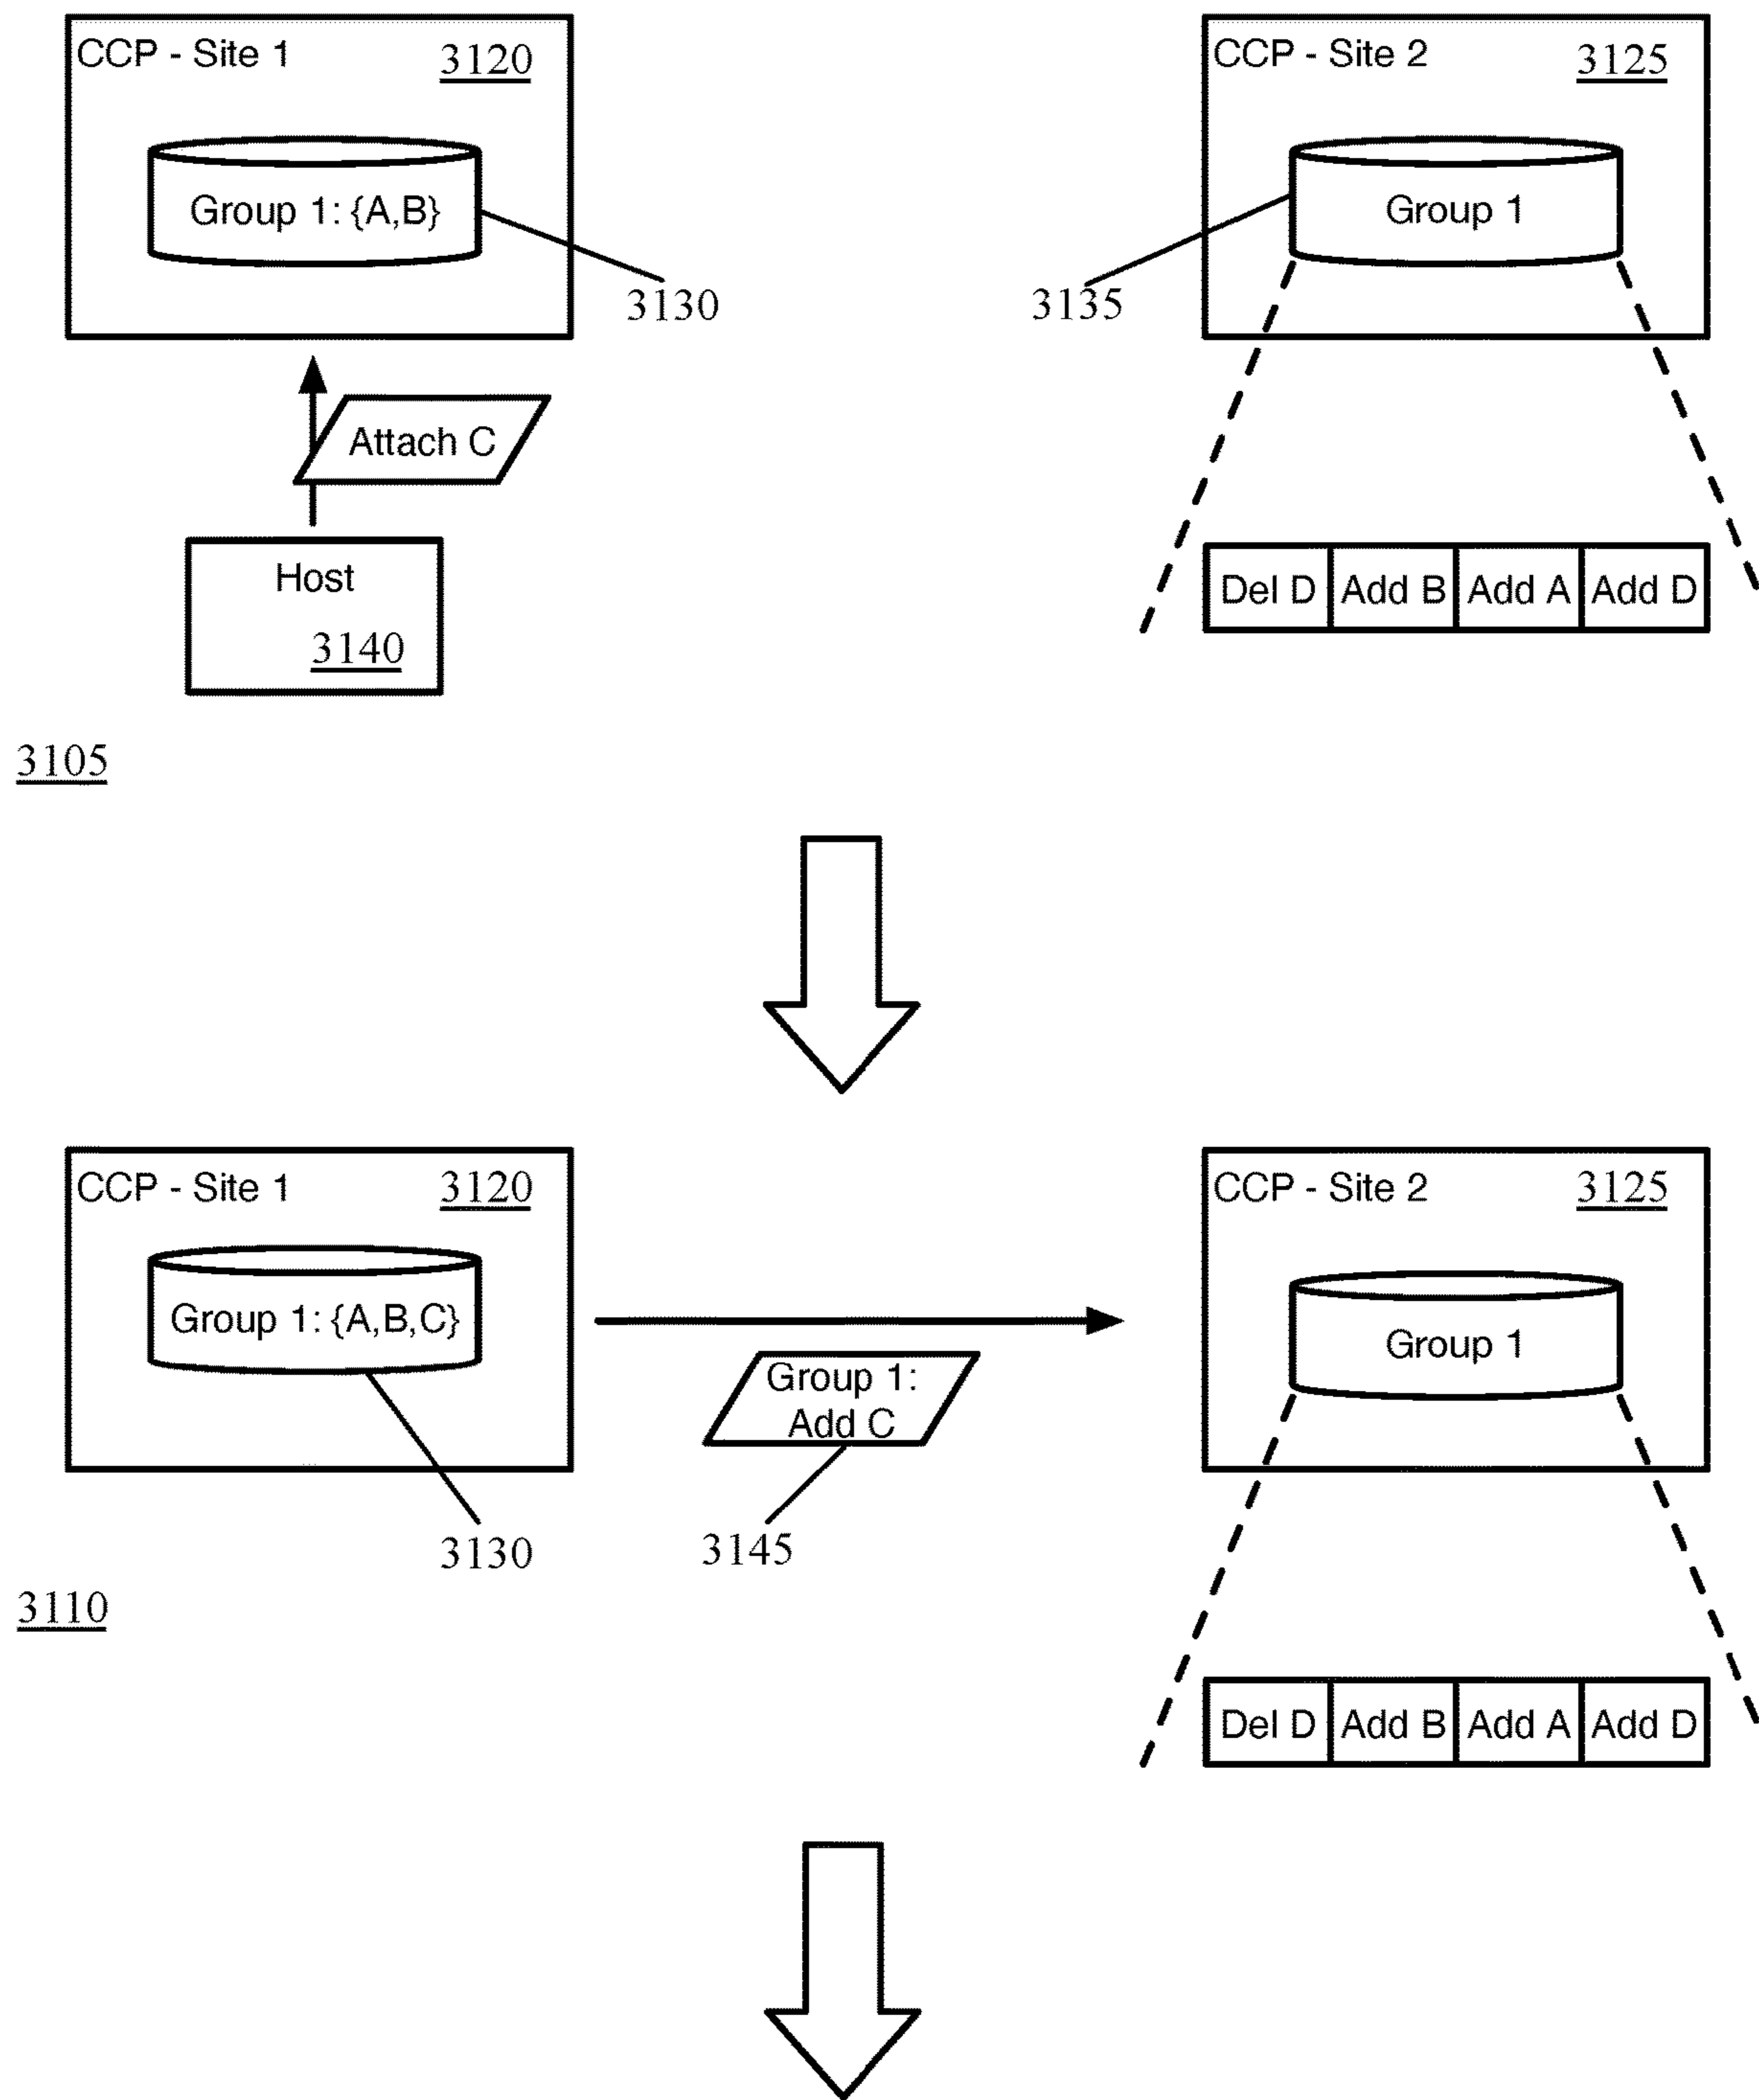 CCP - Site 1 3120
Group 1: {A,B}
3130
Attach C
Host
3140
CCP - Site 2 3125
Group 1
3135
Del D Add B Add A Add D
3105
CCP - Site 1 3120
Group 1: {A,B,C}
3130
Group 1:
Add C
3145
CCP - Site 2 3125
Group 1
Del D Add B Add A Add D
3110